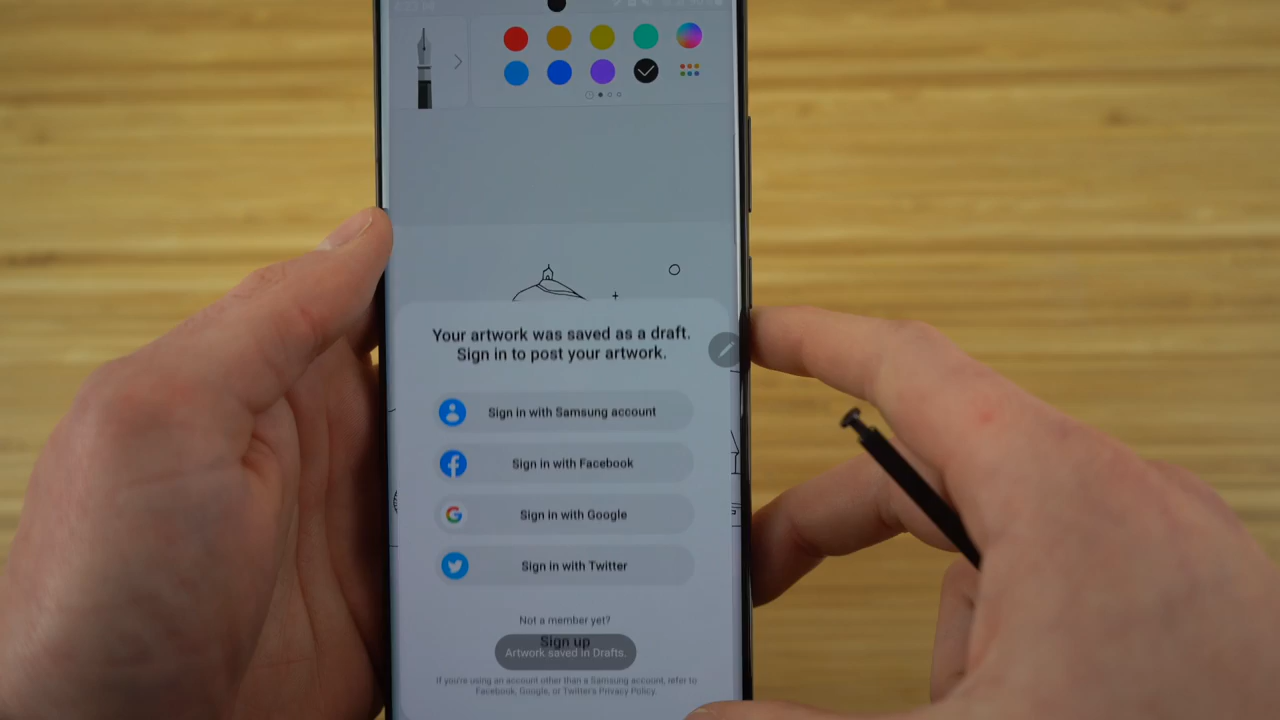 Your artwork was saved as a draft.
Sign in to post your artwork.
Sign in with Samsung account
Sign in with Facebook
Sign in with Google
Sign in with Twitter
Not a member yet?
Sign up
Artwork saved in Drafts.
If you're using an account other than a Samsung account, refer to
Facebook, Google, or Twitter's Privacy Policy.